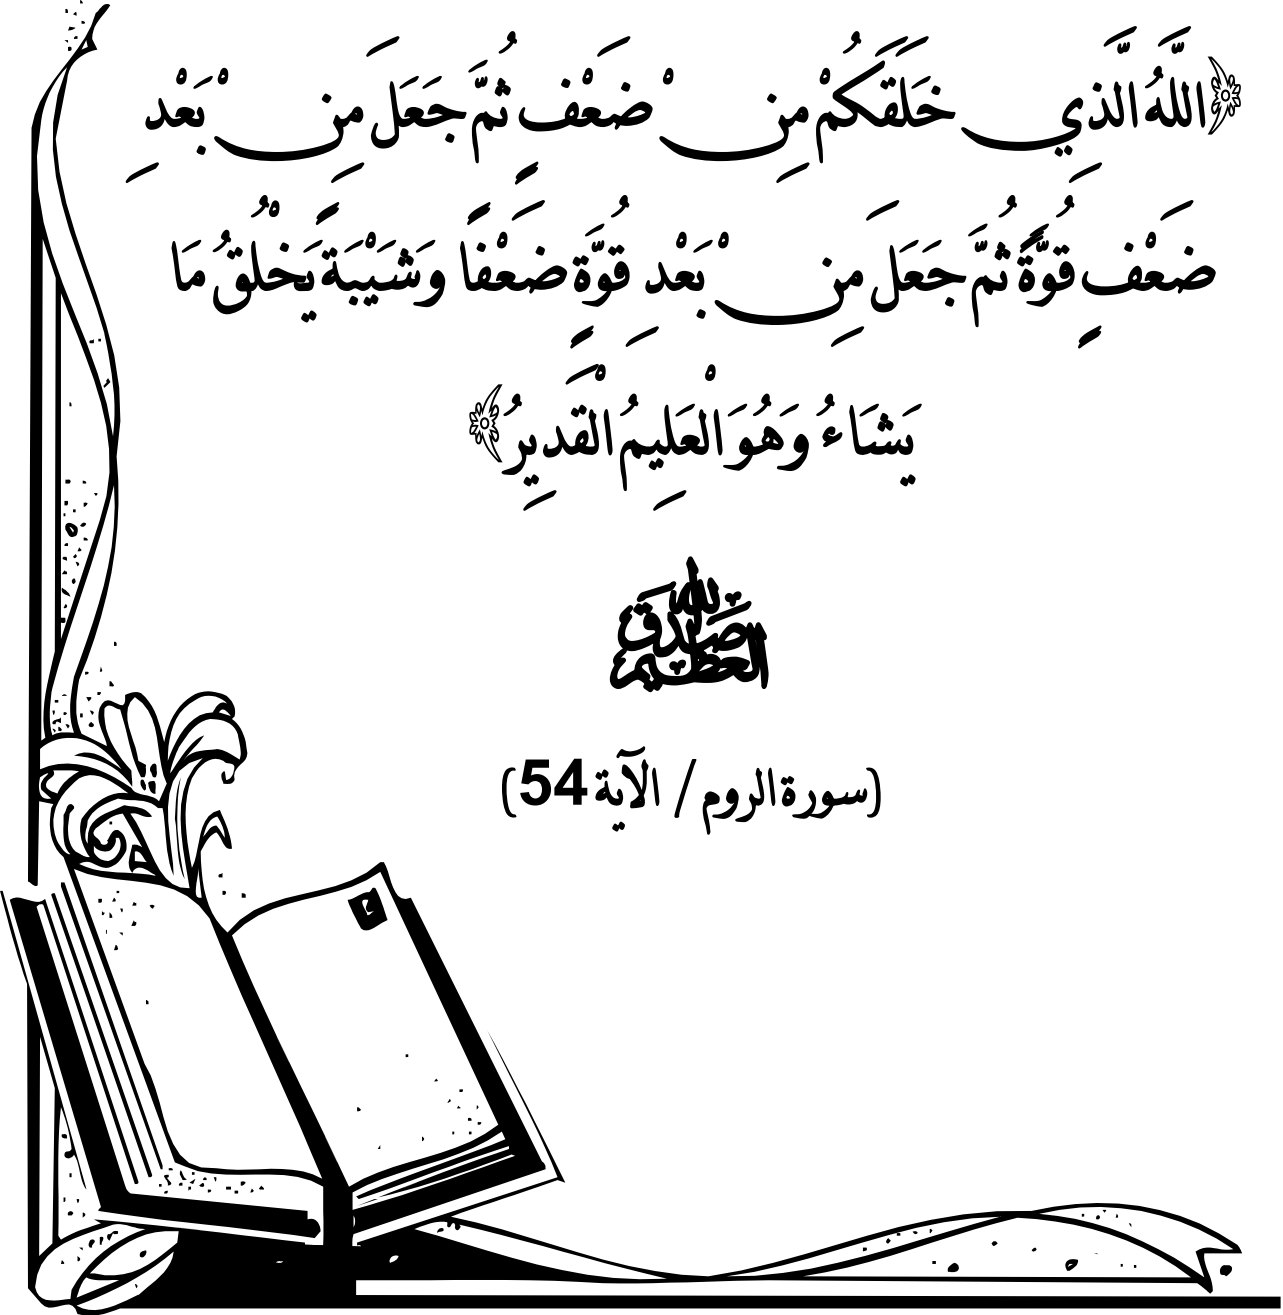 ﴿اللَّهُ الَّذِي خَلَقَكُمْ مِنْ ضَعْفٍ ثُمَّ جَعَلَ مِنْ بَعْدِ
ضَعْفٍ قُوَّةً ثُمَّ جَعَلَ مِنْ بَعْدِ قُوَّةٍ ضَعْفًا وَشَيْبَةً يَخْلُقُ مَا
يَشَاءُ وَهُوَ الْعَلِيمُ الْقَدِيرُ﴾
صدق الله العظيم
(سورة الروم/ الآية 54)